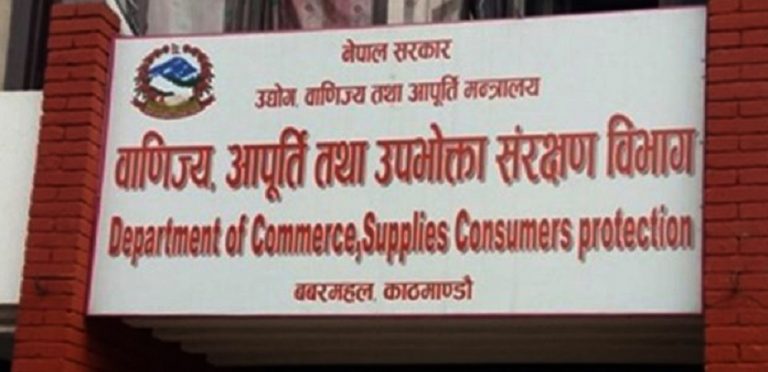 नेपाल सरकार
उद्योग, वाणिज्य तथा आपूर्ति मन्त्रालय
वाणिज्य, आपूर्ति तथा उपभोक्ता संरक्षण विभाग
Department of Commerce,Supplies Consumers protection
बबरमहल, काठमाण्डौ